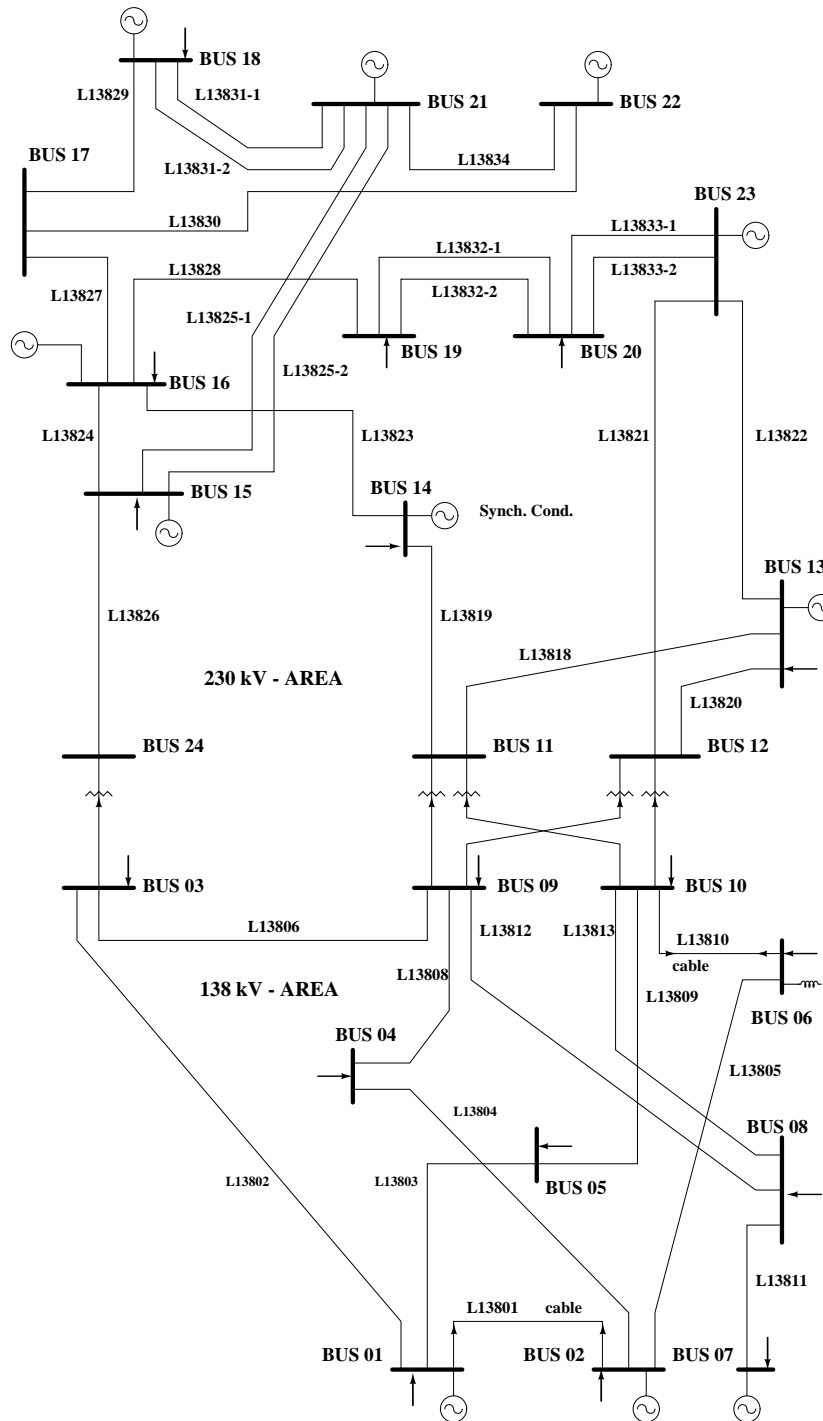 BUS 18
L13829
L13831-1
BUS 21
BUS 22
BUS 17
L13831-2
L13834
BUS 23
L13830
L13833-1
L13832-1
L13828
L13833-2
L13827
L13832-2
L13825-1
BUS 19
BUS 20
BUS 16
L13825-2
L13824
L13823
L13821
L13822
BUS 15
BUS 14
Synch. Cond.
BUS 13
L13826
L13819
L13818
230 kV - AREA
L13820
BUS 24
BUS 11
BUS 12
BUS 03
BUS 09
BUS 10
L13806
L13812
L13813
L13810
cable
L13808
138 kV - AREA
L13809
BUS 06
BUS 04
L13805
L13804
BUS 08
L13802
L13803
BUS 05
L13811
L13801
cable
BUS 01
BUS 02
BUS 07